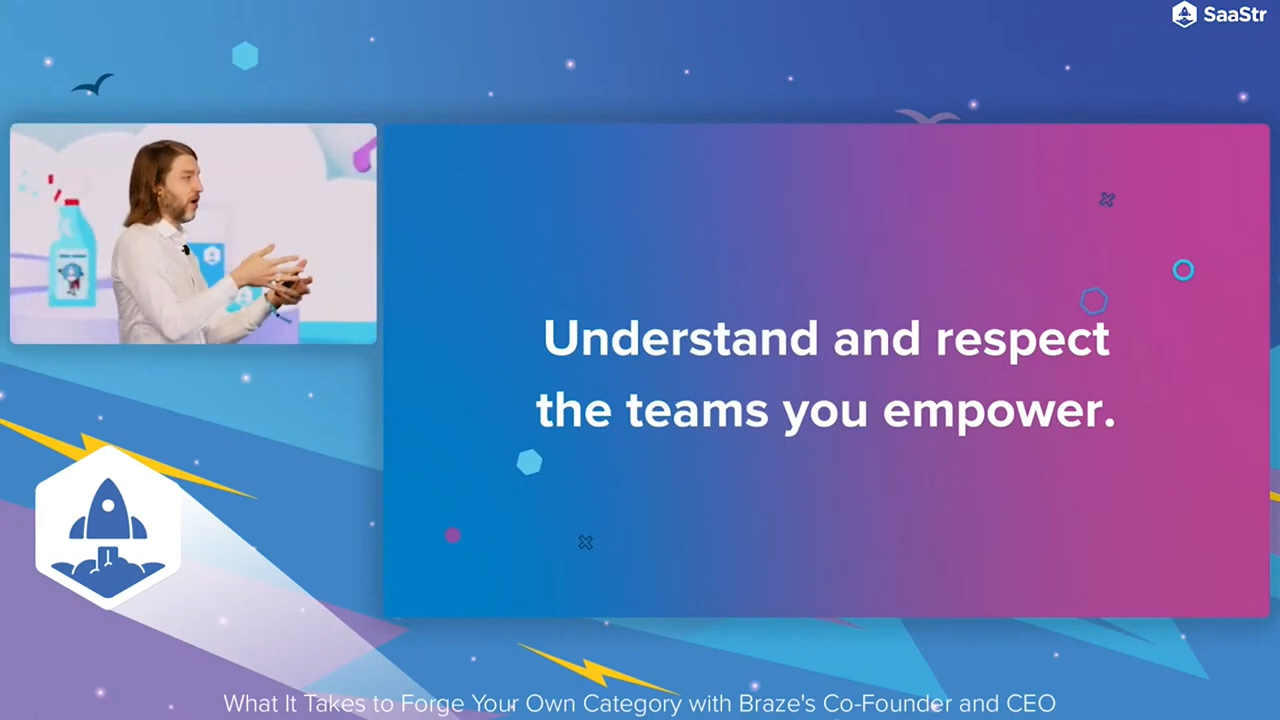 SaaStr
Understand and respect
the teams you empower.
What It Takes to Forge Your Own Category with Braze's Co-Founder and CEO